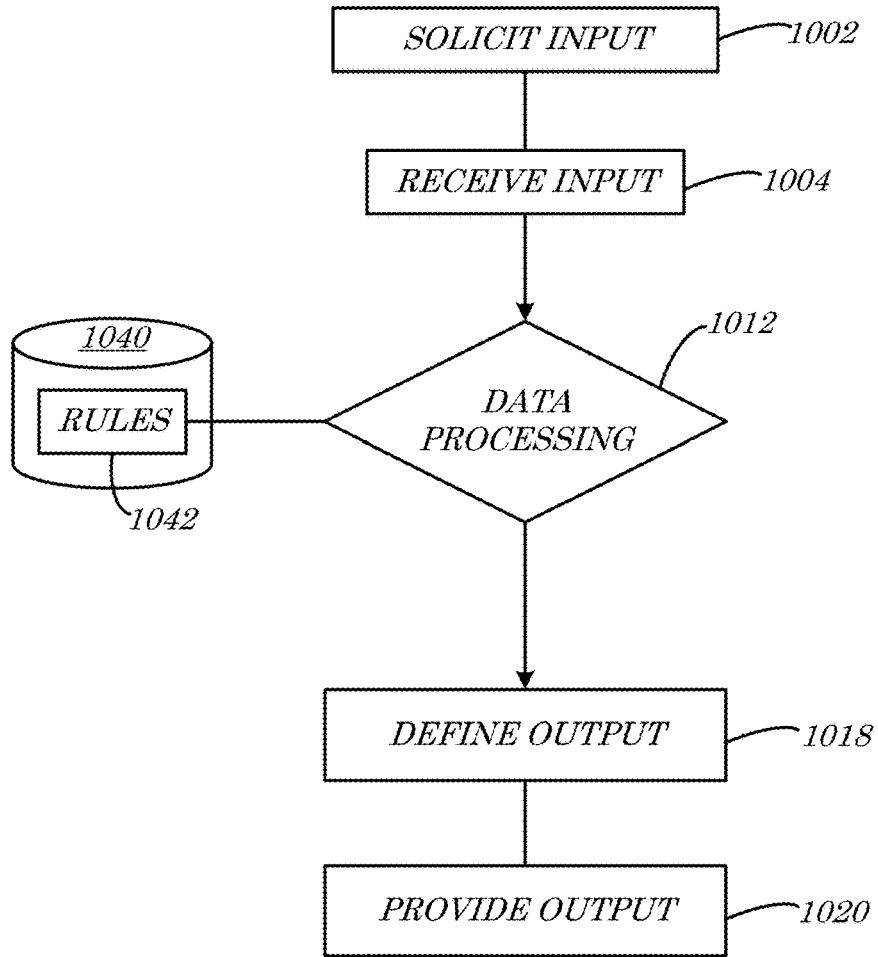 SOLICIT INPUT
1002
RECEIVE INPUT
1004
1012
1040
DATA
PROCESSING
RULES
1042
DEFINE OUTPUT
1018
PROVIDE OUTPUT
1020